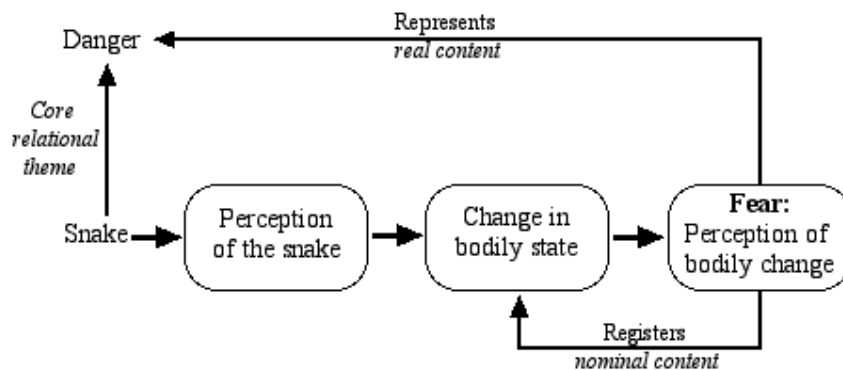 Represents
real content
Danger
Core
relational
theme
Snake
Perception
of the snake
Change in
bodily state
Fear:
Perception of
bodily change
Registers
nominal content